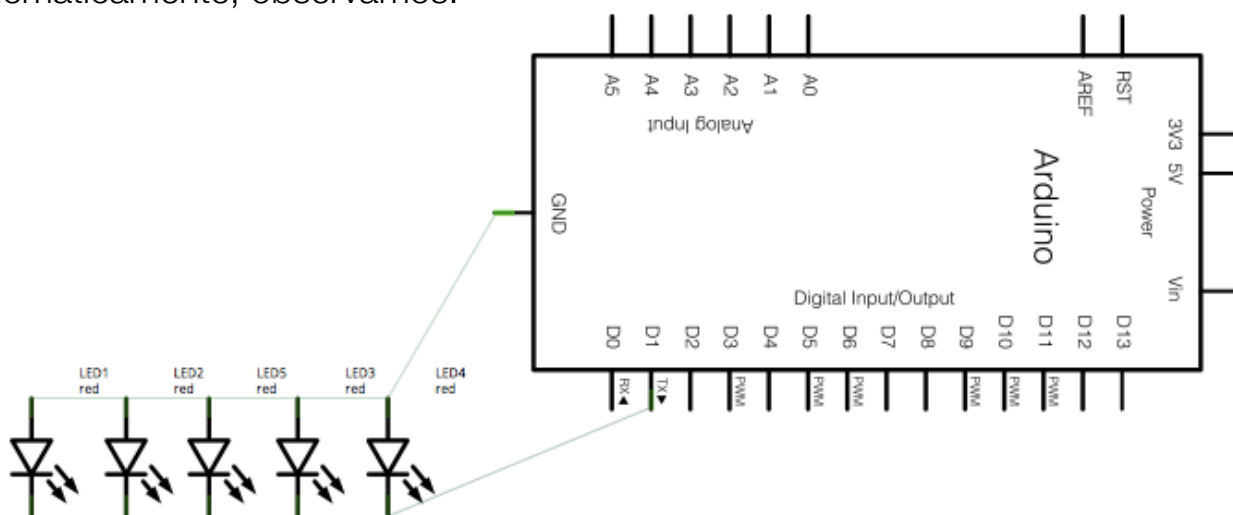 ematicamente, observamos:
A5 A4 A3 A2 A1 A0 AREF RST
Analog Input
3V3
5V
Power
Arduino
GND
Vin
Digital Input/Output
D0 D1 D2 D3 D4 D5 D6 D7 D8 D9 D10 D11 D12 D13
RX TX PWM PWM PWM PWM PWM PWM
LED1 LED2 LED5 LED3 LED4
red red red red red